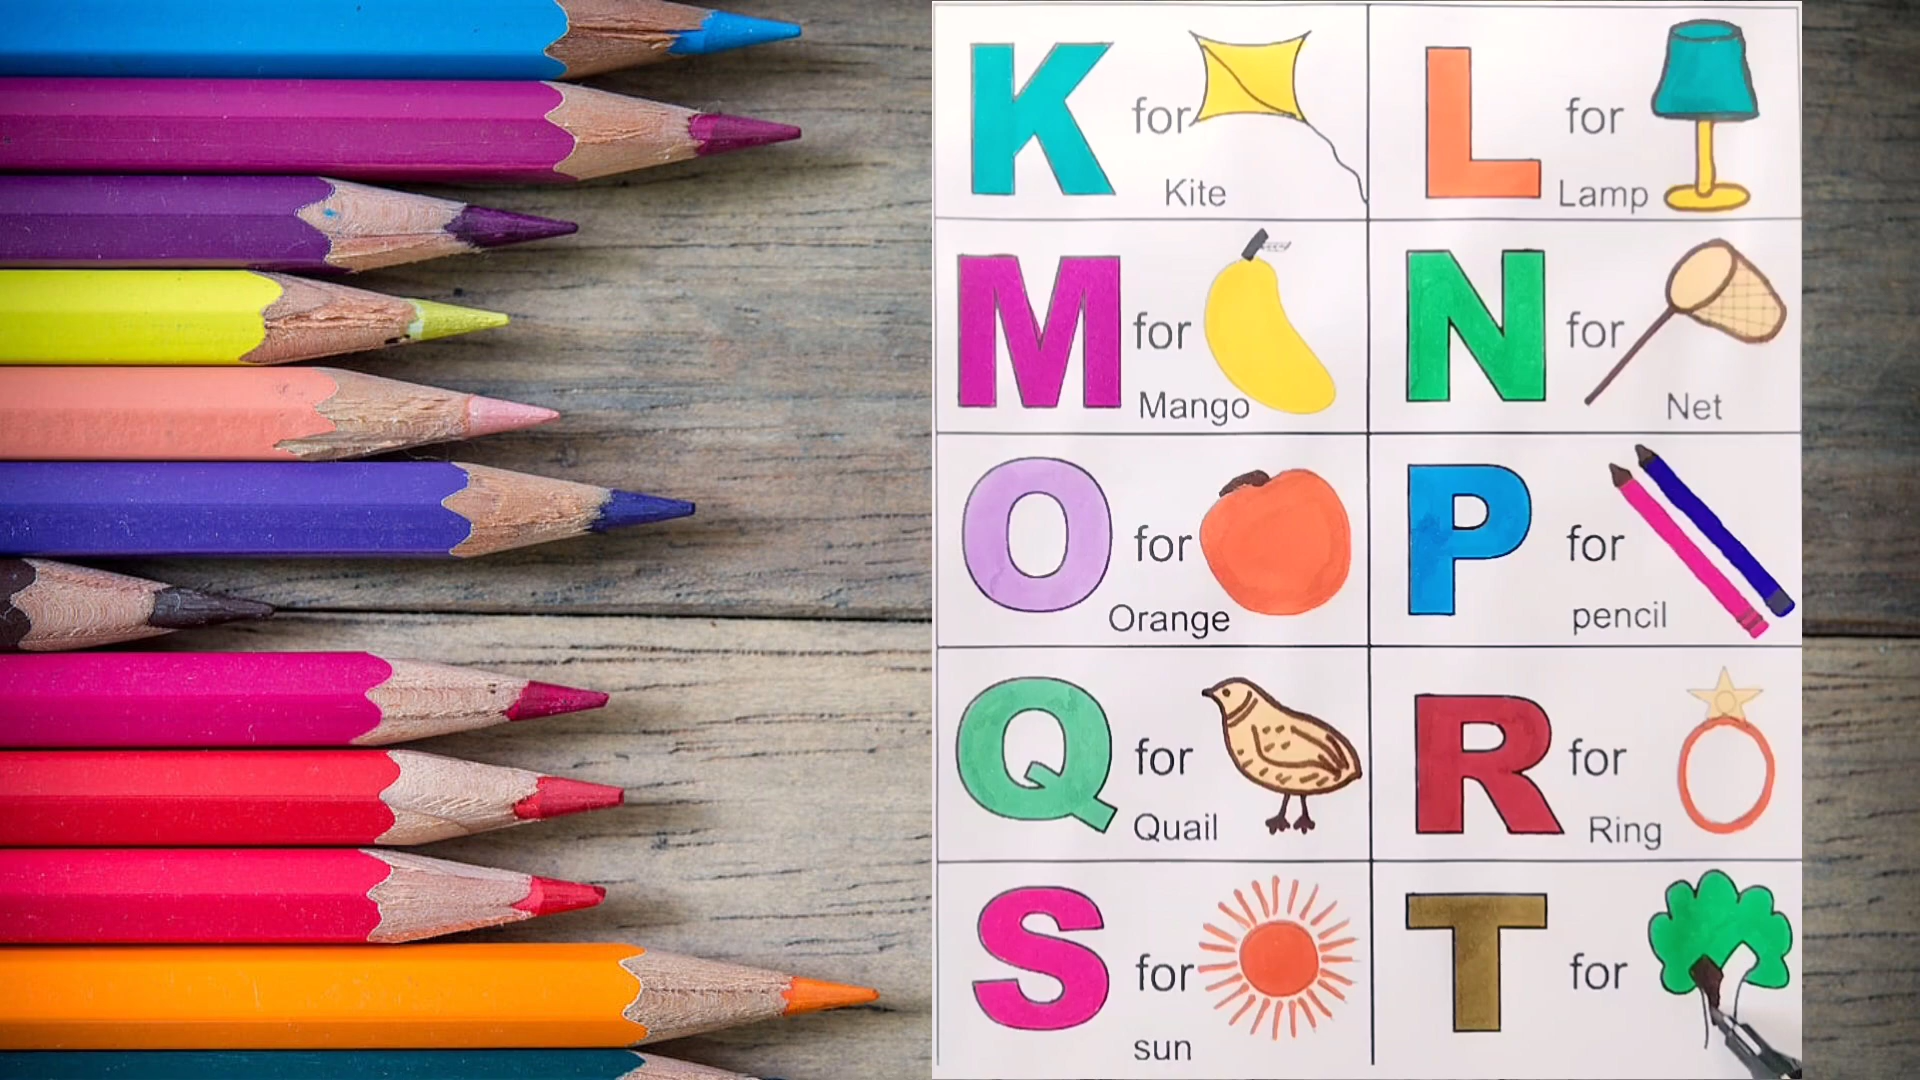 K for Kite
L for Lamp
M for Mango
N for Net
O for Orange
P for pencil
Q for Quail
R for Ring
S for sun
T for